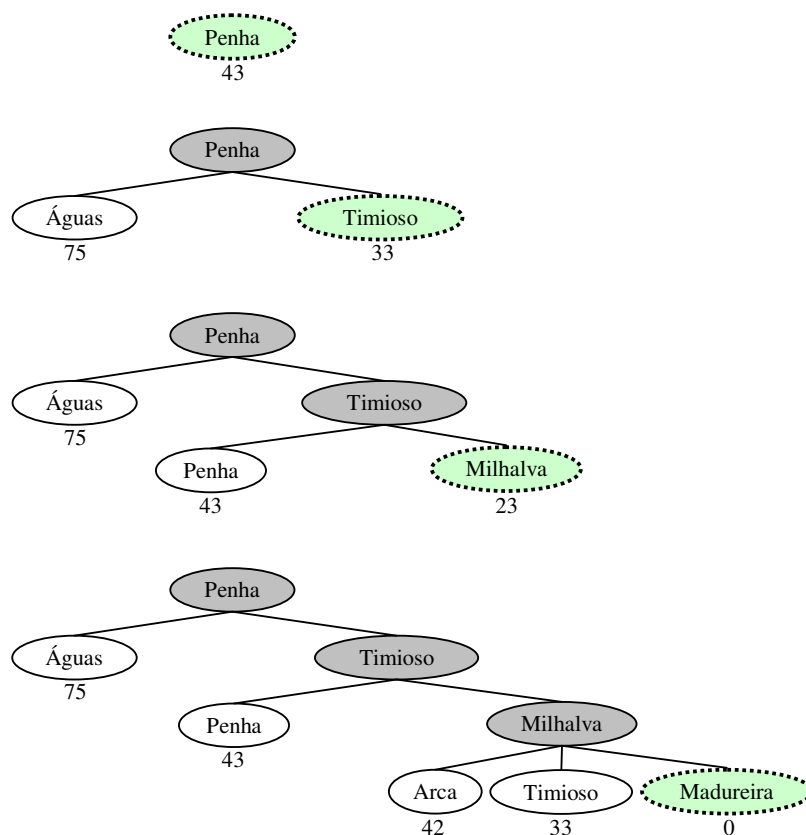 Penha
43
Penha
Águas
Timioso
75
33
Penha
Águas
Timioso
75
Penha
Milhalva
43
23
Penha
Águas
Timioso
75
Penha
Milhalva
43
Arca
Timioso
Madureira
42
33
0